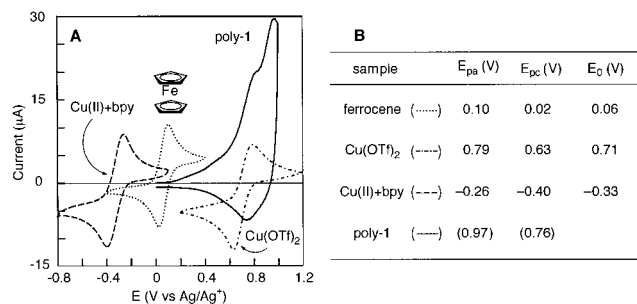 A
poly-1
Fe
Cu(II)+bpy
Cu(OTf)2
Current (μA)
30
15
0
-15
-0.8
-0.4
0
0.4
0.8
1.2
E (V vs Ag/Ag+)
B
sample Epa (V) Epc (V) E0 (V)
ferrocene (······) 0.10 0.02 0.06
Cu(OTf)2 (-·-·-) 0.79 0.63 0.71
Cu(II)+bpy (---) −0.26 −0.40 −0.33
poly-1 (—) (0.97) (0.76)